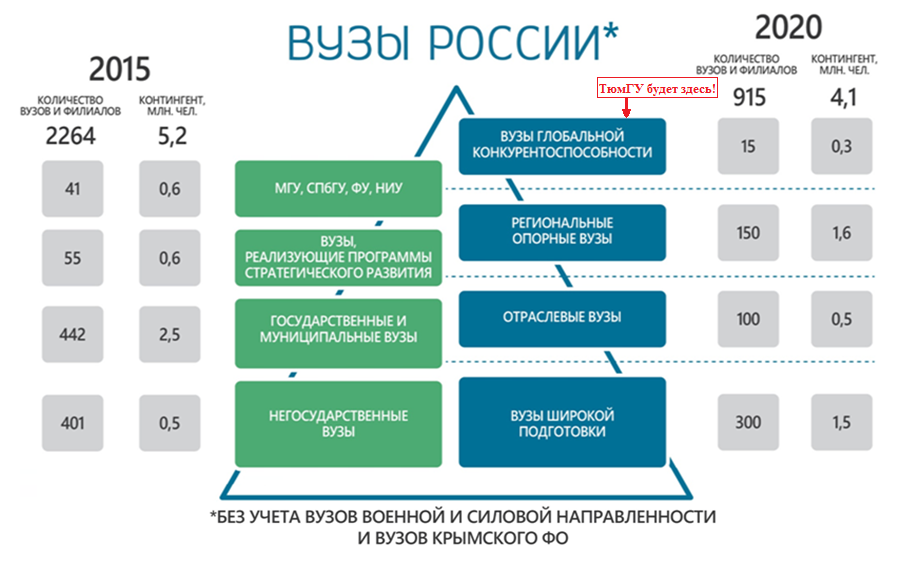 ВУЗЫ РОССИИ*
2015
КОЛИЧЕСТВО
ВУЗОВ И ФИЛИАЛОВ
2264
КОНТИНГЕНТ,
МЛН. ЧЕЛ.
5,2
2020
КОЛИЧЕСТВО
ВУЗОВ И ФИЛИАЛОВ
915
КОНТИНГЕНТ,
МЛН. ЧЕЛ.
4,1
ТюмГУ будет здесь!
41
0,6
МГУ, СПбГУ, ФУ, НИУ
ВУЗЫ ГЛОБАЛЬНОЙ
КОНКУРЕНТОСПОСОБНОСТИ
15
0,3
55
0,6
ВУЗЫ,
РЕАЛИЗУЮЩИЕ ПРОГРАММЫ
СТРАТЕГИЧЕСКОГО РАЗВИТИЯ
РЕГИОНАЛЬНЫЕ
ОПОРНЫЕ ВУЗЫ
150
1,6
442
2,5
ГОСУДАРСТВЕННЫЕ И
МУНИЦИПАЛЬНЫЕ ВУЗЫ
ОТРАСЛЕВЫЕ ВУЗЫ
100
0,5
401
0,5
НЕГОСУДАРСТВЕННЫЕ
ВУЗЫ
ВУЗЫ ШИРОКОЙ
ПОДГОТОВКИ
300
1,5
*БЕЗ УЧЕТА ВУЗОВ ВОЕННОЙ И СИЛОВОЙ НАПРАВЛЕННОСТИ
И ВУЗОВ КРЫМСКОГО ФО